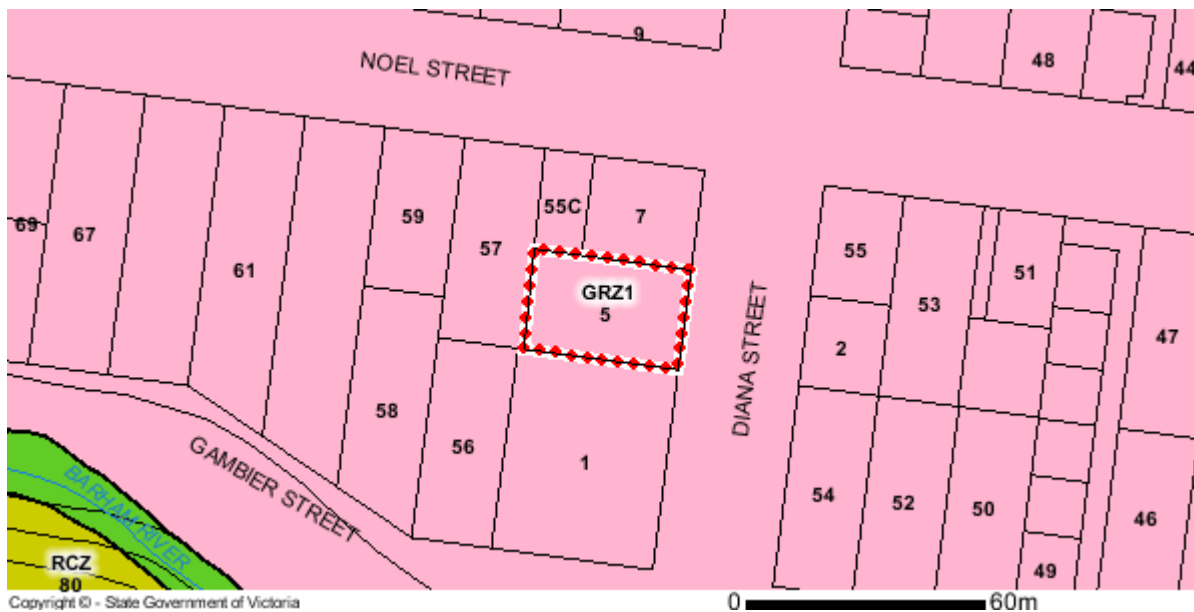 9
48
44
NOEL STREET
55C
7
59
69
67
57
61
GRZ1
5
55
53
51
47
2
DIANA STREET
58
56
1
54
52
50
46
49
GAMBIER STREET
BARHAM RIVER
RCZ
80
Copyright © - State Government of Victoria
0 60m